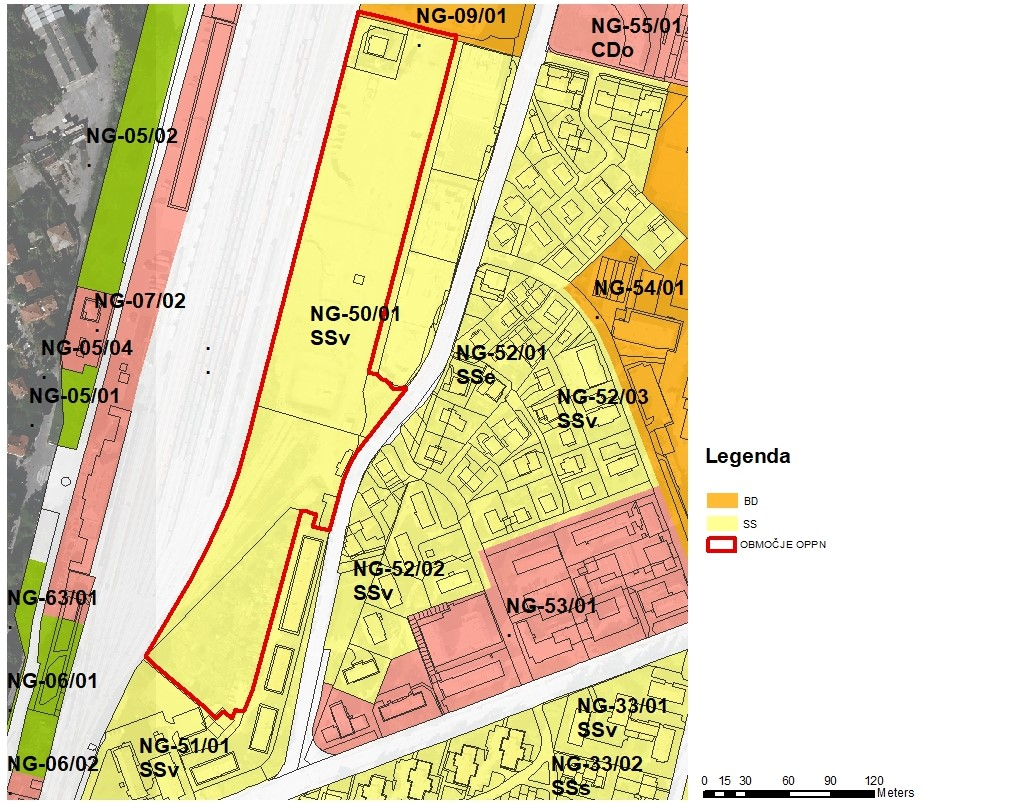 NG-09/01
NG-55/01
CDo
NG-05/02
NG-07/02
NG-54/01
NG-50/01
SSv
NG-05/04
NG-52/01
SSe
NG-05/01
NG-52/03
SSv
Legenda
BD
SS
OBMOČJE OPPN
NG-52/02
SSv
NG-63/01
NG-53/01
NG-06/01
NG-33/01
SSv
NG-51/01
SSv
NG-06/02
NG-33/02
SSs
0 15 30 60 90 120
Meters